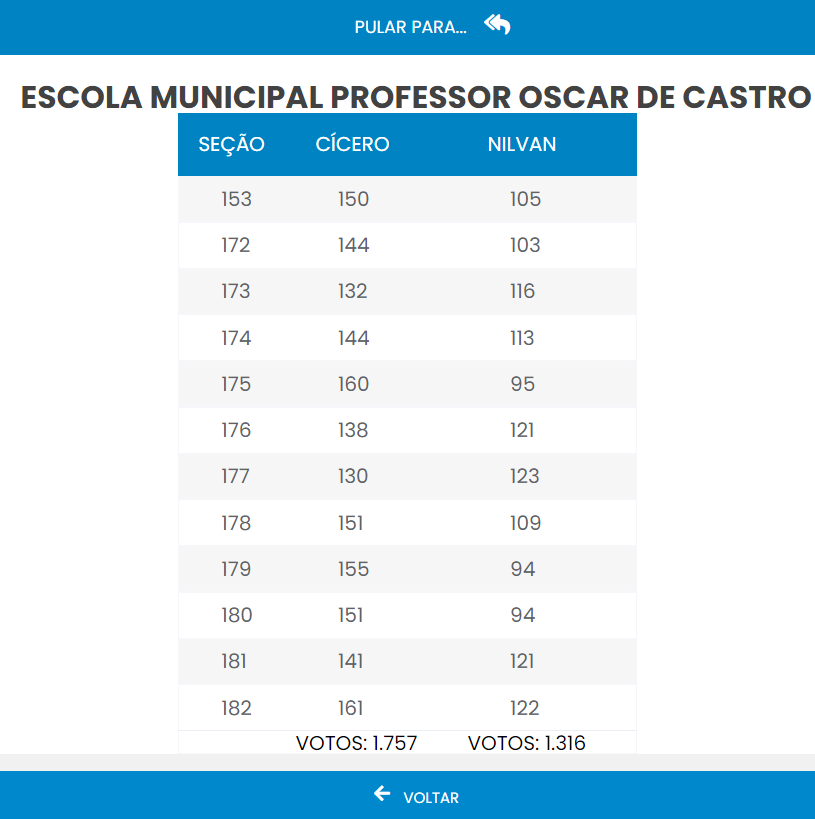 PULAR PARA...
ESCOLA MUNICIPAL PROFESSOR OSCAR DE CASTRO
SEÇÃO CÍCERO NILVAN
153 150 105
172 144 103
173 132 116
174 144 113
175 160 95
176 138 121
177 130 123
178 151 109
179 155 94
180 151 94
181 141 121
182 161 122
VOTOS: 1.757 VOTOS: 1.316
VOLTAR